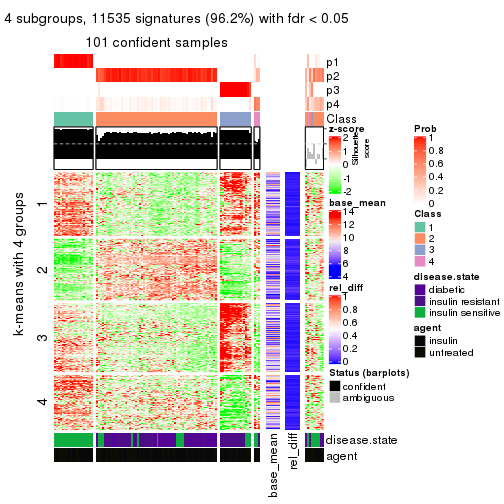 4 subgroups, 11535 signatures (96.2%) with fdr < 0.05
101 confident samples
p1
p2
p3
p4
Class
Silhouette
score
k-means with 4 groups
1
2
3
4
disease.state
agent
base_mean
rel_diff
z-score
2
1
0
-1
-2
base_mean
14
12
10
8
6
4
rel_diff
1
0.8
0.6
0.4
0.2
0
Status (barplots)
confident
ambiguous
Prob
1
0.8
0.6
0.4
0.2
0
Class
1
2
3
4
disease.state
diabetic
insulin resistant
insulin sensitive
agent
insulin
untreated